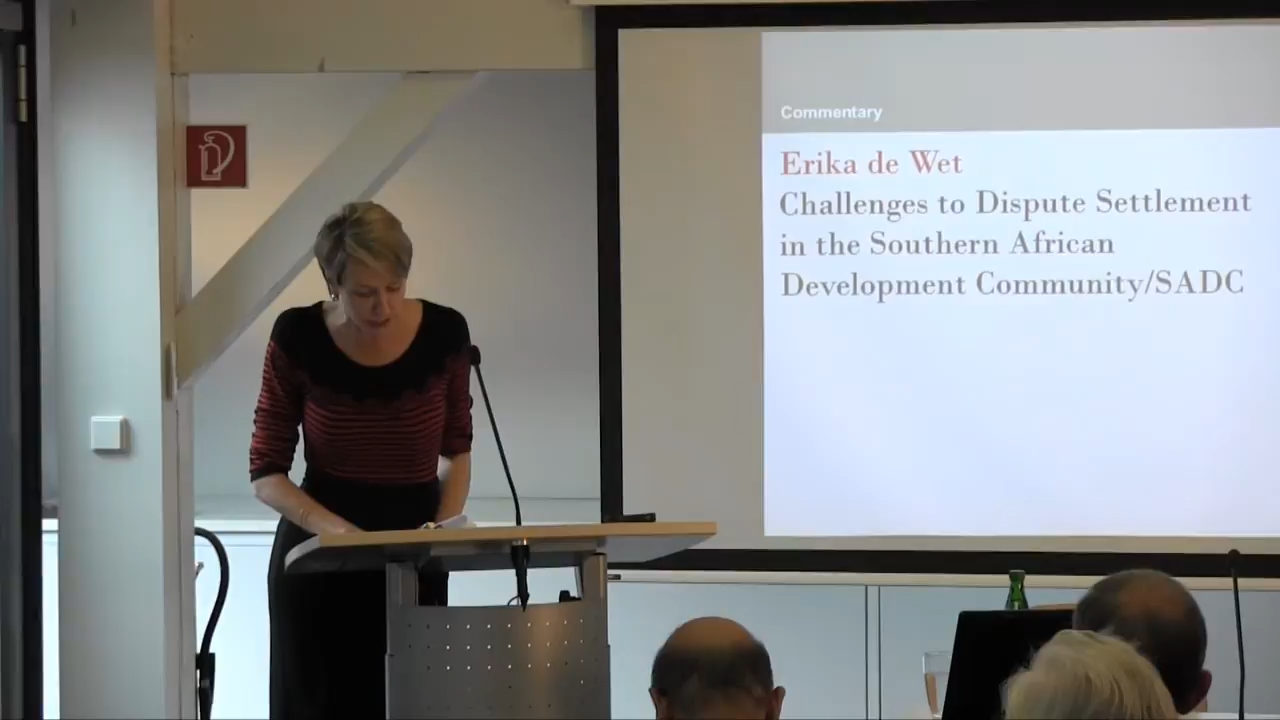 Commentary
Erika de Wet
Challenges to Dispute Settlement
in the Southern African
Development Community/SADC